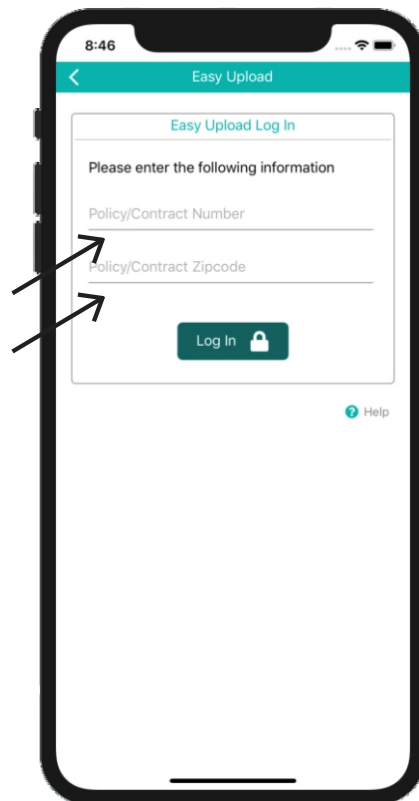 8:46
Easy Upload
Easy Upload Log In
Please enter the following information
Policy/Contract Number
Policy/Contract Zipcode
Log In
? Help